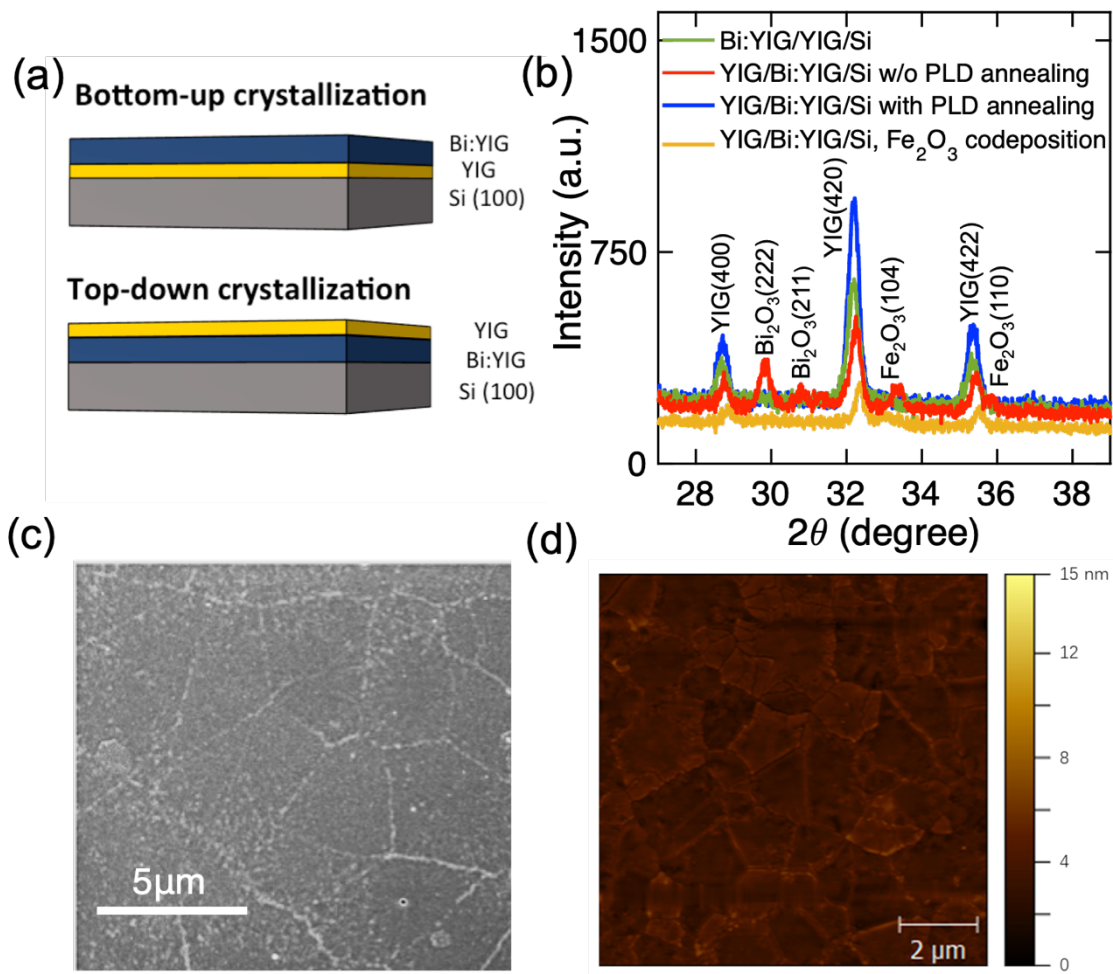 (a)
Bottom-up crystallization
Bi:YIG
YIG
Si (100)
Top-down crystallization
YIG
Bi:YIG
Si (100)
(b)
1500
750
0
Intensity (a.u.)
Bi:YIG/YIG/Si
YIG/Bi:YIG/Si w/o PLD annealing
YIG/Bi:YIG/Si with PLD annealing
YIG/Bi:YIG/Si, Fe₂O₃ codeposition
YIG(400)
Bi₂O₃(222)
Bi₂O₃(211)
YIG(420)
Fe₂O₃(104)
YIG(422)
Fe₂O₃(110)
28 30 32 34 36 38
2θ (degree)
(c)
5μm
(d)
2 μm
15 nm
12
8
4
0